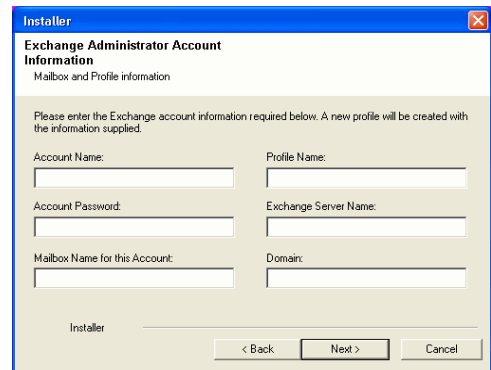 Installer
Exchange Administrator Account
Information
Mailbox and Profile information
Please enter the Exchange account information required below. A new profile will be created with
the information supplied.
Account Name:
Profile Name:
Account Password:
Exchange Server Name:
Mailbox Name for this Account:
Domain:
Installer
< Back
Next >
Cancel